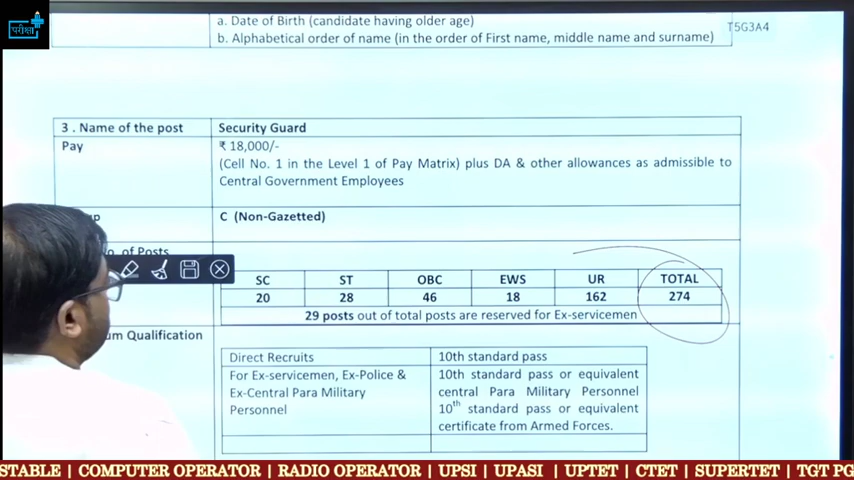 परीक्षा
a. Date of Birth (candidate having older age)
b. Alphabetical order of name (in the order of First name, middle name and surname)
T5G3A4
3 . Name of the post
Security Guard
Pay
₹ 18,000/-
(Cell No. 1 in the Level 1 of Pay Matrix) plus DA & other allowances as admissible to
Central Government Employees
C (Non-Gazetted)
o. of Posts
SC ST OBC EWS UR TOTAL
20 28 46 18 162 274
29 posts out of total posts are reserved for Ex-servicemen
um Qualification
Direct Recruits
10th standard pass
For Ex-servicemen, Ex-Police &
Ex-Central Para Military
Personnel
10th standard pass or equivalent
central Para Military Personnel
10th standard pass or equivalent
certificate from Armed Forces.
STABLE | COMPUTER OPERATOR | RADIO OPERATOR | UPSI | UPASI | UPTET | CTET | SUPERTET | TGT PG